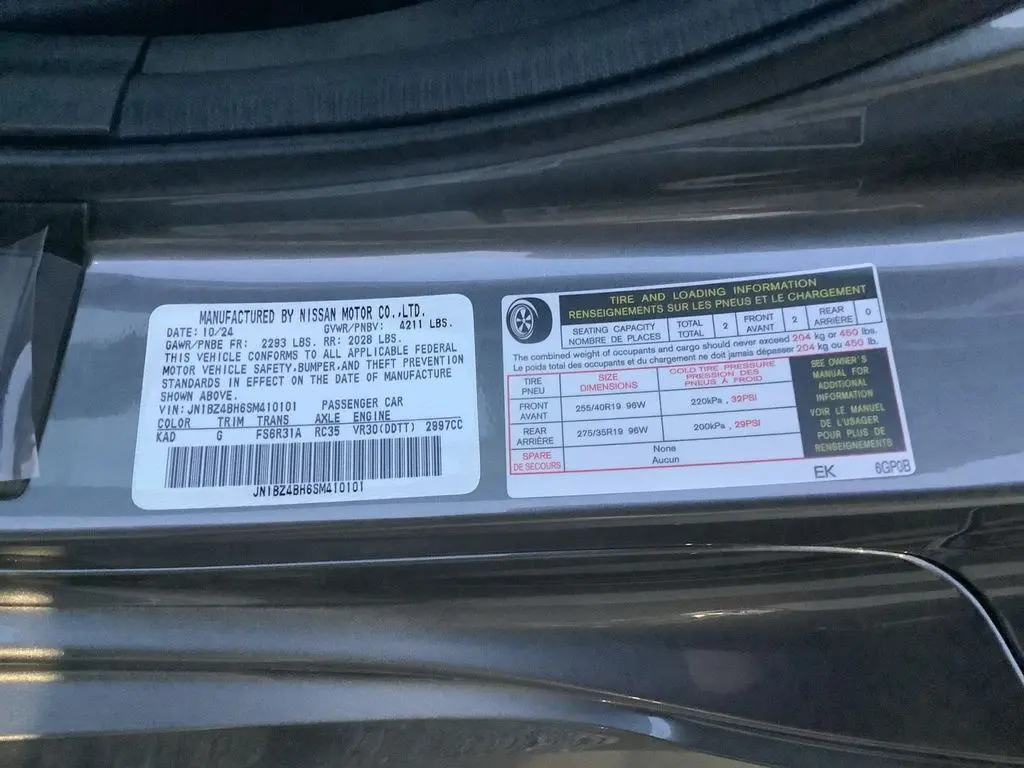 MANUFACTURED BY NISSAN MOTOR CO.,LTD.
DATE: 10/24 GVWR/PNBV: 4211 LBS.
GAWR/PNBE FR: 2293 LBS. RR: 2028 LBS.
THIS VEHICLE CONFORMS TO ALL APPLICABLE FEDERAL
MOTOR VEHICLE SAFETY,BUMPER,AND THEFT PREVENTION
STANDARDS IN EFFECT ON THE DATE OF MANUFACTURE
SHOWN ABOVE.
VIN: JN1BZ4BH6SM410101 PASSENGER CAR
COLOR TRIM TRANS AXLE ENGINE
KAD G FS6R31A RC35 VR30(DDTT) 2997CC
JN1BZ4BH6SM410101
TIRE AND LOADING INFORMATION
RENSEIGNEMENTS SUR LES PNEUS ET LE CHARGEMENT
SEATING CAPACITY TOTAL 2 FRONT 2 REAR 0
NOMBRE DE PLACES TOTAL AVANT ARRIÈRE
The combined weight of occupants and cargo should never exceed 204 kg or 450 lbs.
Le poids total des occupants et du chargement ne doit jamais dépasser 204 kg ou 450 lb.
TIRE SIZE COLD TIRE PRESSURE
PNEU DIMENSIONS PRESSION DES
PNEUS À FROID
FRONT 255/40R19 96W 220kPa , 32PSI
AVANT
REAR 275/35R19 96W 200kPa , 29PSI
ARRIÈRE
SPARE None
DE SECOURS Aucun
SEE OWNER'S
MANUAL FOR
ADDITIONAL
INFORMATION
VOIR LE MANUEL
DE L'USAGER
POUR PLUS DE
RENSEIGNEMENTS
EK 6GP0B